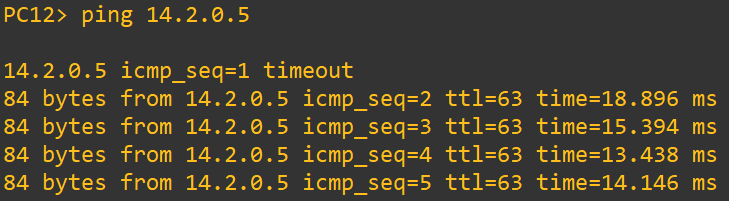 PC12> ping 14.2.0.5
14.2.0.5 icmp_seq=1 timeout
84 bytes from 14.2.0.5 icmp_seq=2 ttl=63 time=18.896 ms
84 bytes from 14.2.0.5 icmp_seq=3 ttl=63 time=15.394 ms
84 bytes from 14.2.0.5 icmp_seq=4 ttl=63 time=13.438 ms
84 bytes from 14.2.0.5 icmp_seq=5 ttl=63 time=14.146 ms